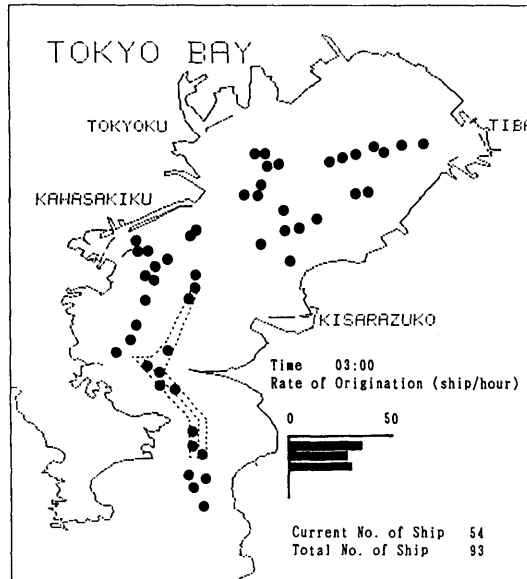 TOKYO BAY
TOKYOKU
TIBA
KAWASAKIKU
KISARAZUKO
Time 03:00
Rate of Origination (ship/hour)
0 50
Current No. of Ship 54
Total No. of Ship 93